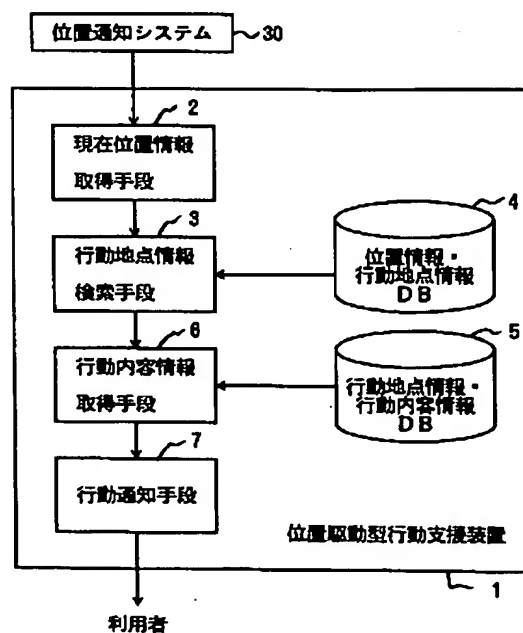 位置通知システム
30
2
現在位置情報
取得手段
3
行動地点情報
検索手段
4
位置情報・
行動地点情報
DB
6
行動内容情報
取得手段
5
行動地点情報・
行動内容情報
DB
7
行動通知手段
位置駆動型行動支援装置
1
利用者